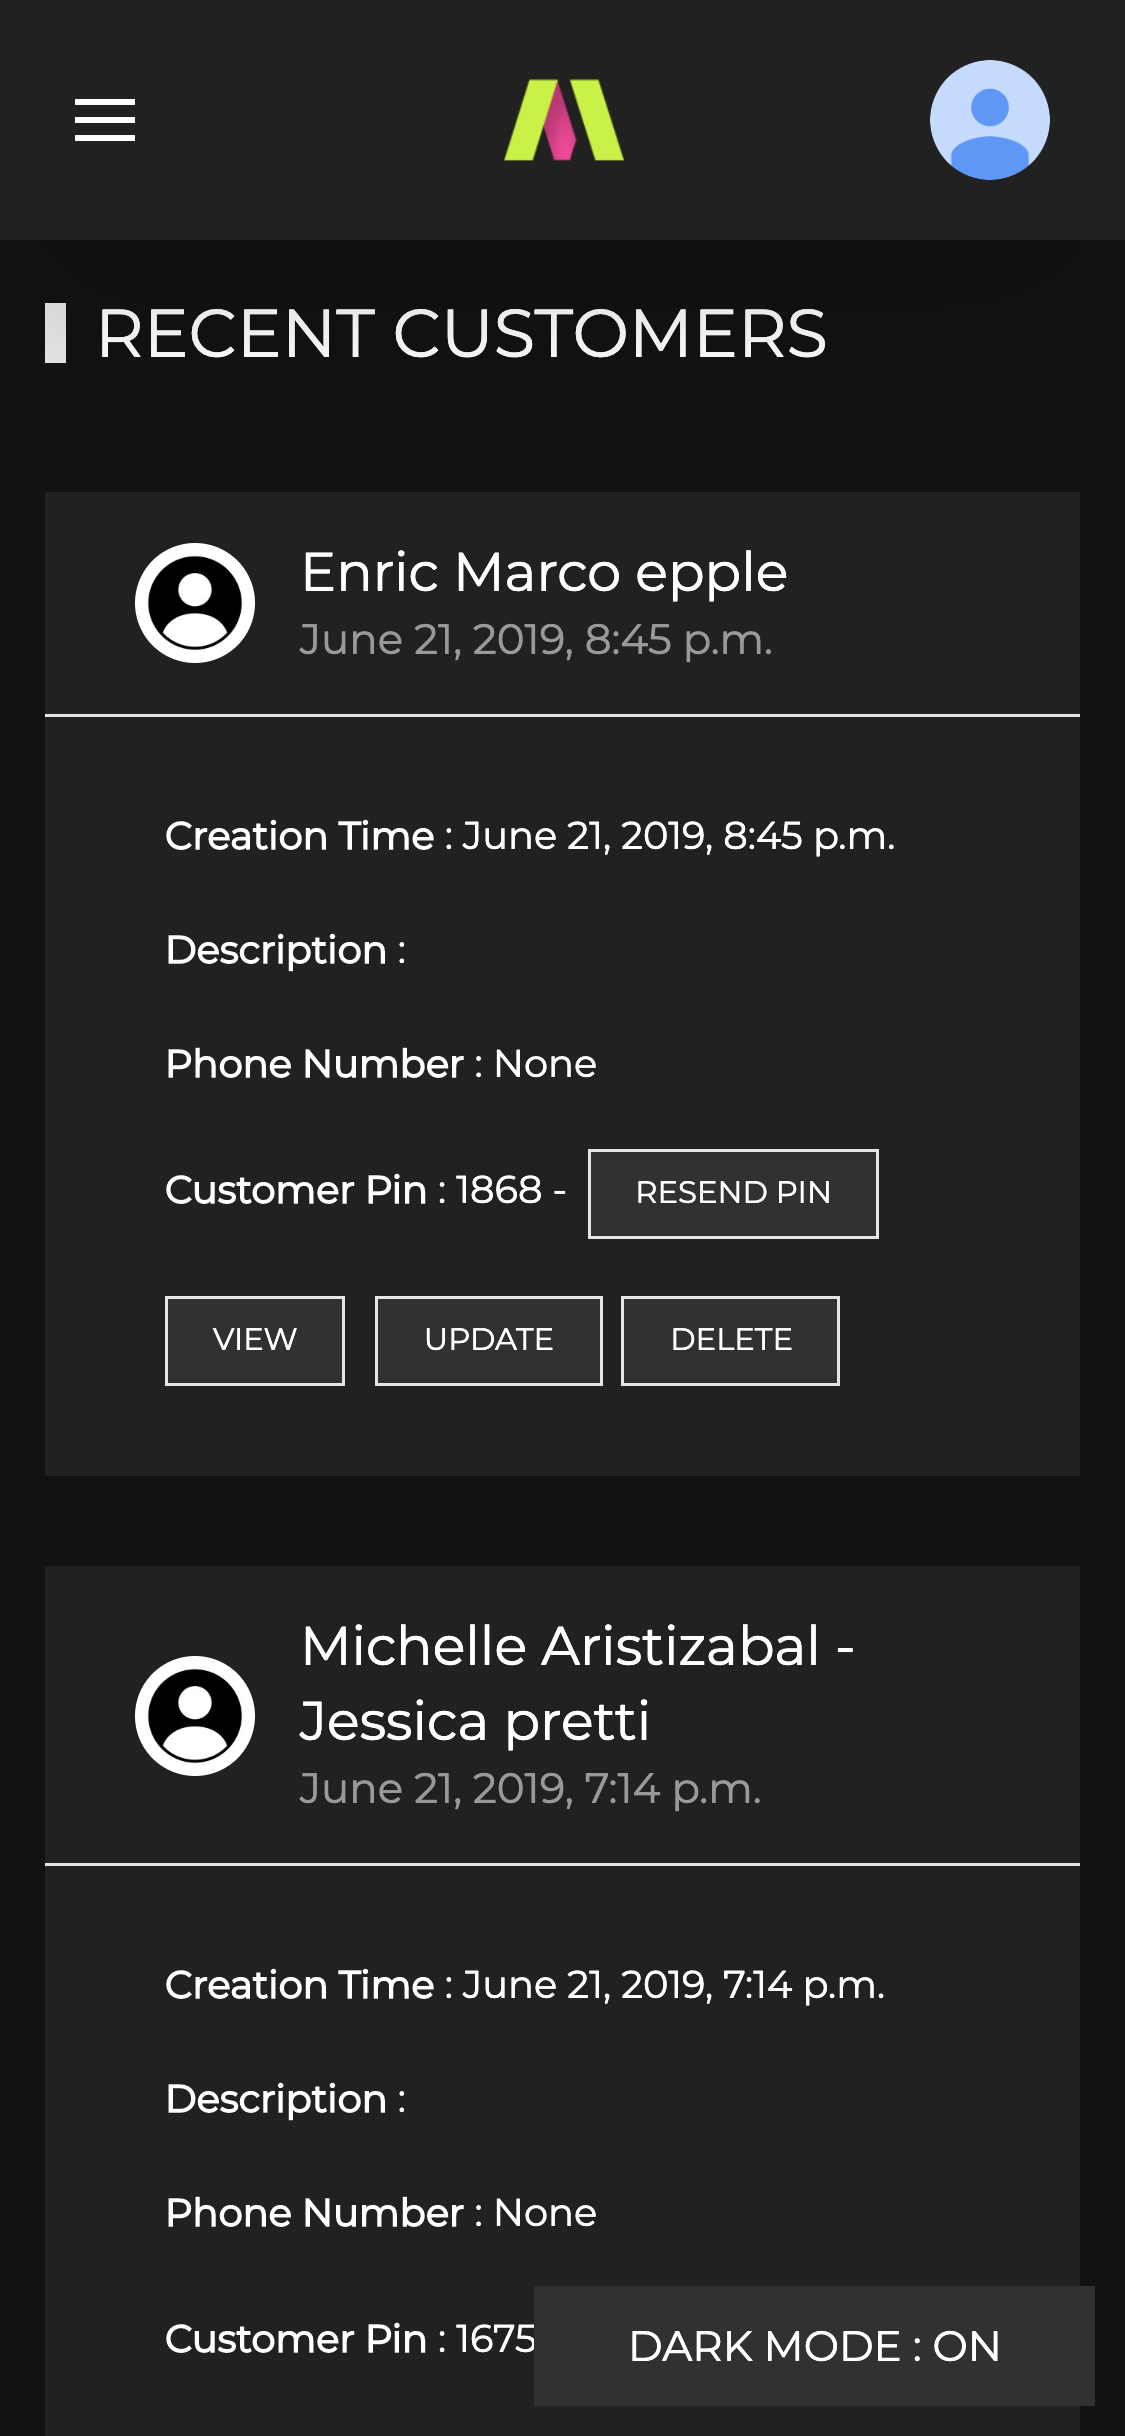 RECENT CUSTOMERS
Enric Marco epple
June 21, 2019, 8:45 p.m.
Creation Time : June 21, 2019, 8:45 p.m.
Description :
Phone Number : None
Customer Pin : 1868 - RESEND PIN
VIEW UPDATE DELETE
Michelle Aristizabal -
Jessica pretti
June 21, 2019, 7:14 p.m.
Creation Time : June 21, 2019, 7:14 p.m.
Description :
Phone Number : None
Customer Pin : 1675
DARK MODE : ON